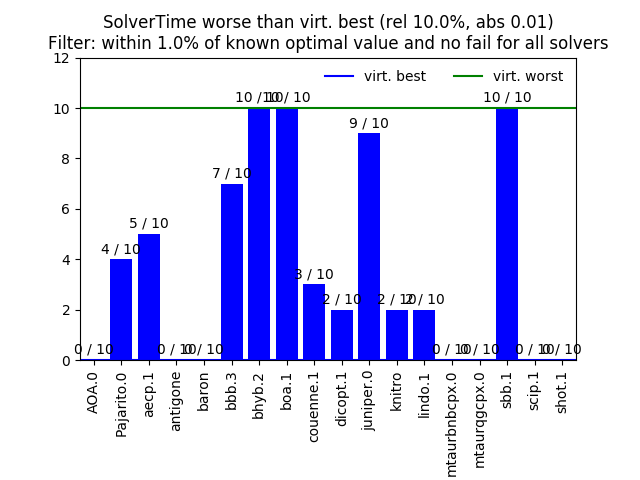 SolverTime worse than virt. best (rel 10.0%, abs 0.01)
Filter: within 1.0% of known optimal value and no fail for all solvers
virt. best
virt. worst
12
10
8
6
4
2
0
0 / 10
4 / 10
5 / 10
0 / 10
0 / 10
7 / 10
10 / 10
10 / 10
3 / 10
2 / 10
9 / 10
2 / 10
2 / 10
0 / 10
0 / 10
10 / 10
0 / 10
0 / 10
AOA.0
Pajarito.0
aecp.1
antigone
baron
bbb.3
bhyb.2
boa.1
couenne.1
dicopt.1
juniper.0
knitro
lindo.1
mtaurbnbcpx.0
mtaurqgcpx.0
sbb.1
scip.1
shot.1